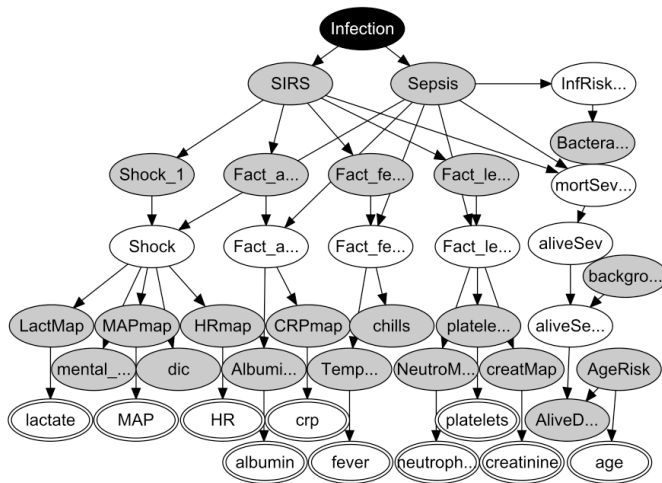 Infection
SIRS
Sepsis
InfRisk...
Bactera...
Shock_1
Fact_a...
Fact_fe...
Fact_le...
mortSev...
Shock
Fact_a...
Fact_fe...
Fact_le...
aliveSev
backgro...
LactMap
MAPmap
HRmap
CRPmap
chills
platele...
aliveSe...
mental_...
dic
Albumi...
Temp...
NeutroM...
creatMap
AgeRisk
lactate
MAP
HR
crp
platelets
AliveD...
albumin
fever
neutroph...
creatinine
age